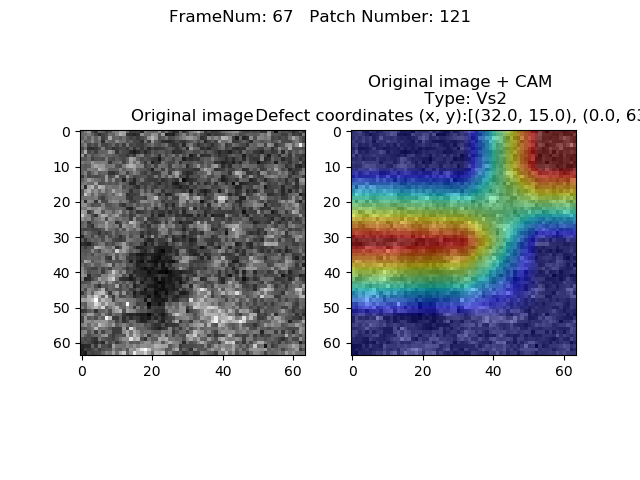 FrameNum: 67   Patch Number: 121
Original image + CAM
Type: Vs2
Original image
Defect coordinates (x, y):[(32.0, 15.0), (0.0, 63
0
10
20
30
40
50
60
0 20 40 60
0
10
20
30
40
50
60
0 20 40 60